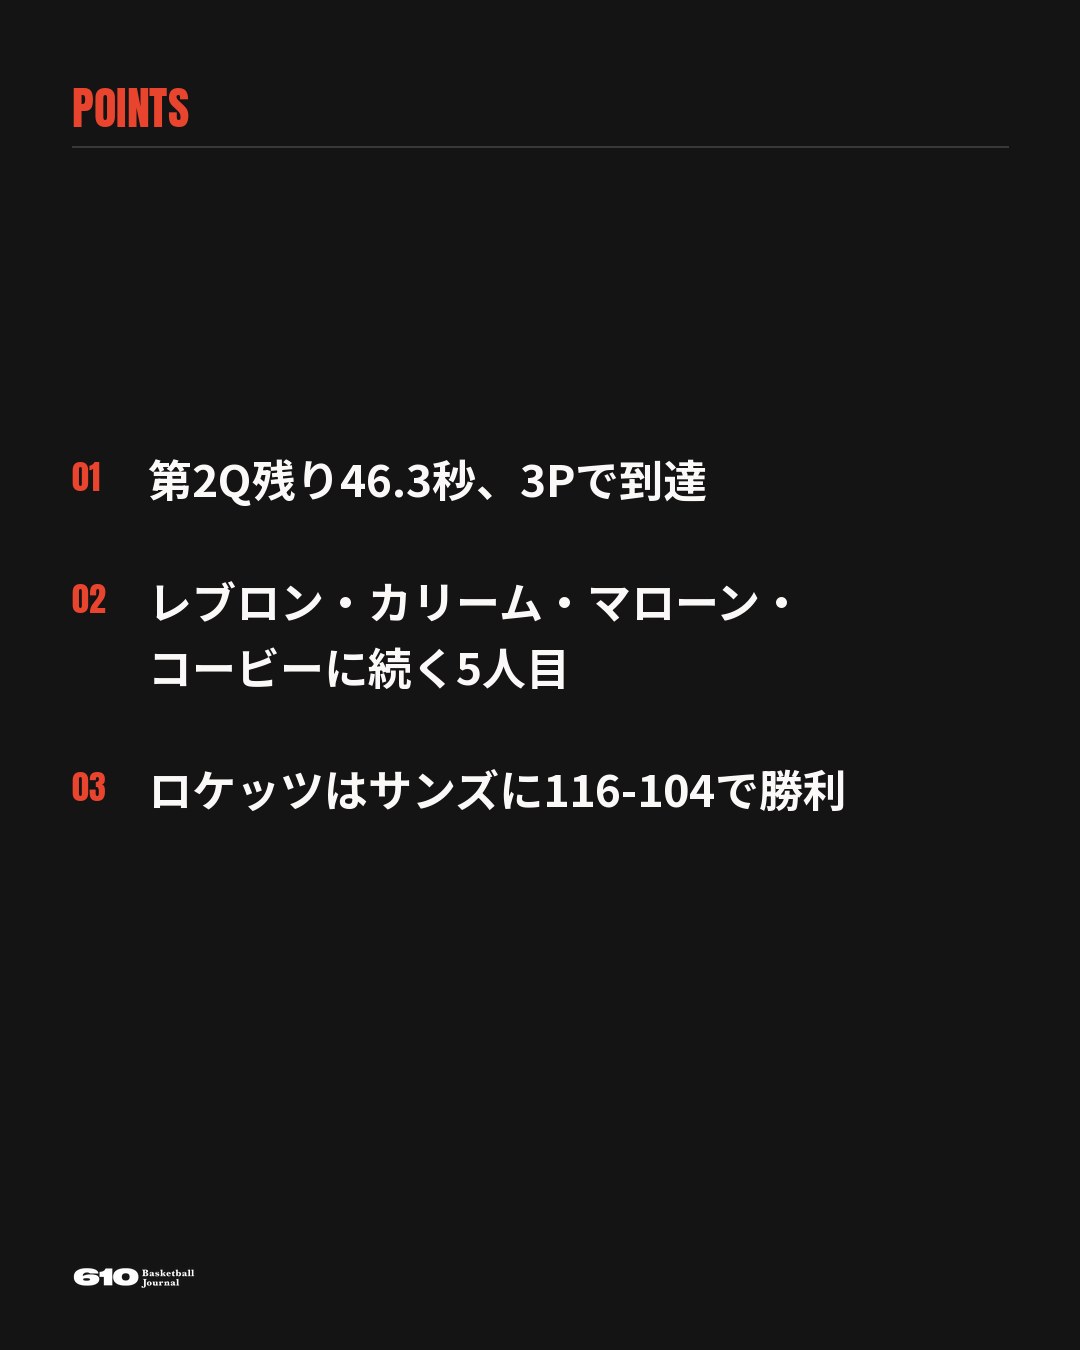 POINTS
01 第2Q残り46.3秒、3Pで到達
02 レブロン・カリーム・マローン・
コービーに続く5人目
03 ロケッツはサンズに116-104で勝利
610 Basketball
Journal